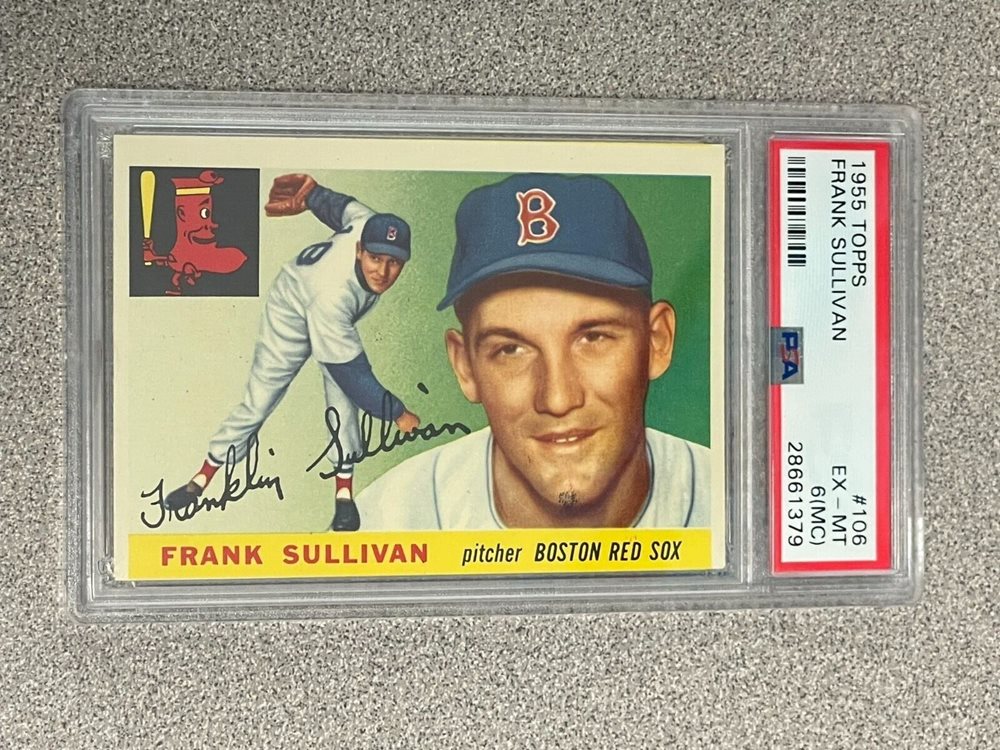 B
B
Franklin Sullivan
FRANK SULLIVAN pitcher BOSTON RED SOX
1955 TOPPS #106
FRANK SULLIVAN EX - MT
6(MC)
PSA 28661379